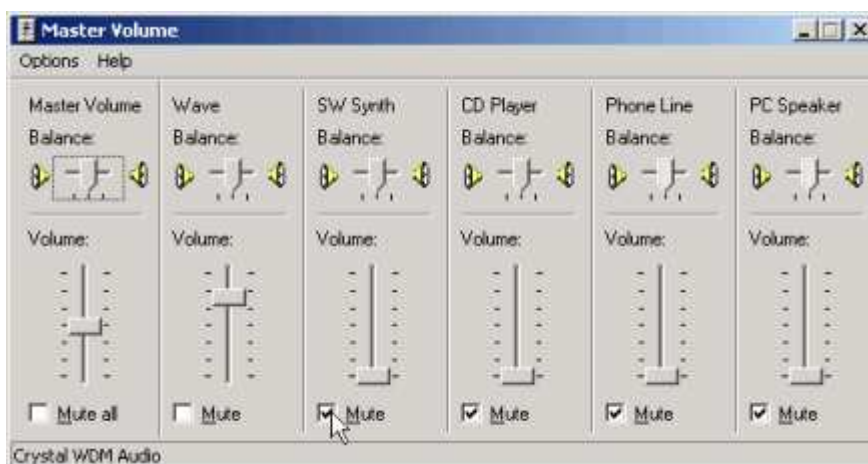 Master Volume
Options Help
Master Volume Wave SW Synth CD Player Phone Line PC Speaker
Balance: Balance: Balance: Balance: Balance: Balance:
Volume: Volume: Volume: Volume: Volume: Volume:
Mute all Mute Mute Mute Mute Mute
Crystal WDM Audio